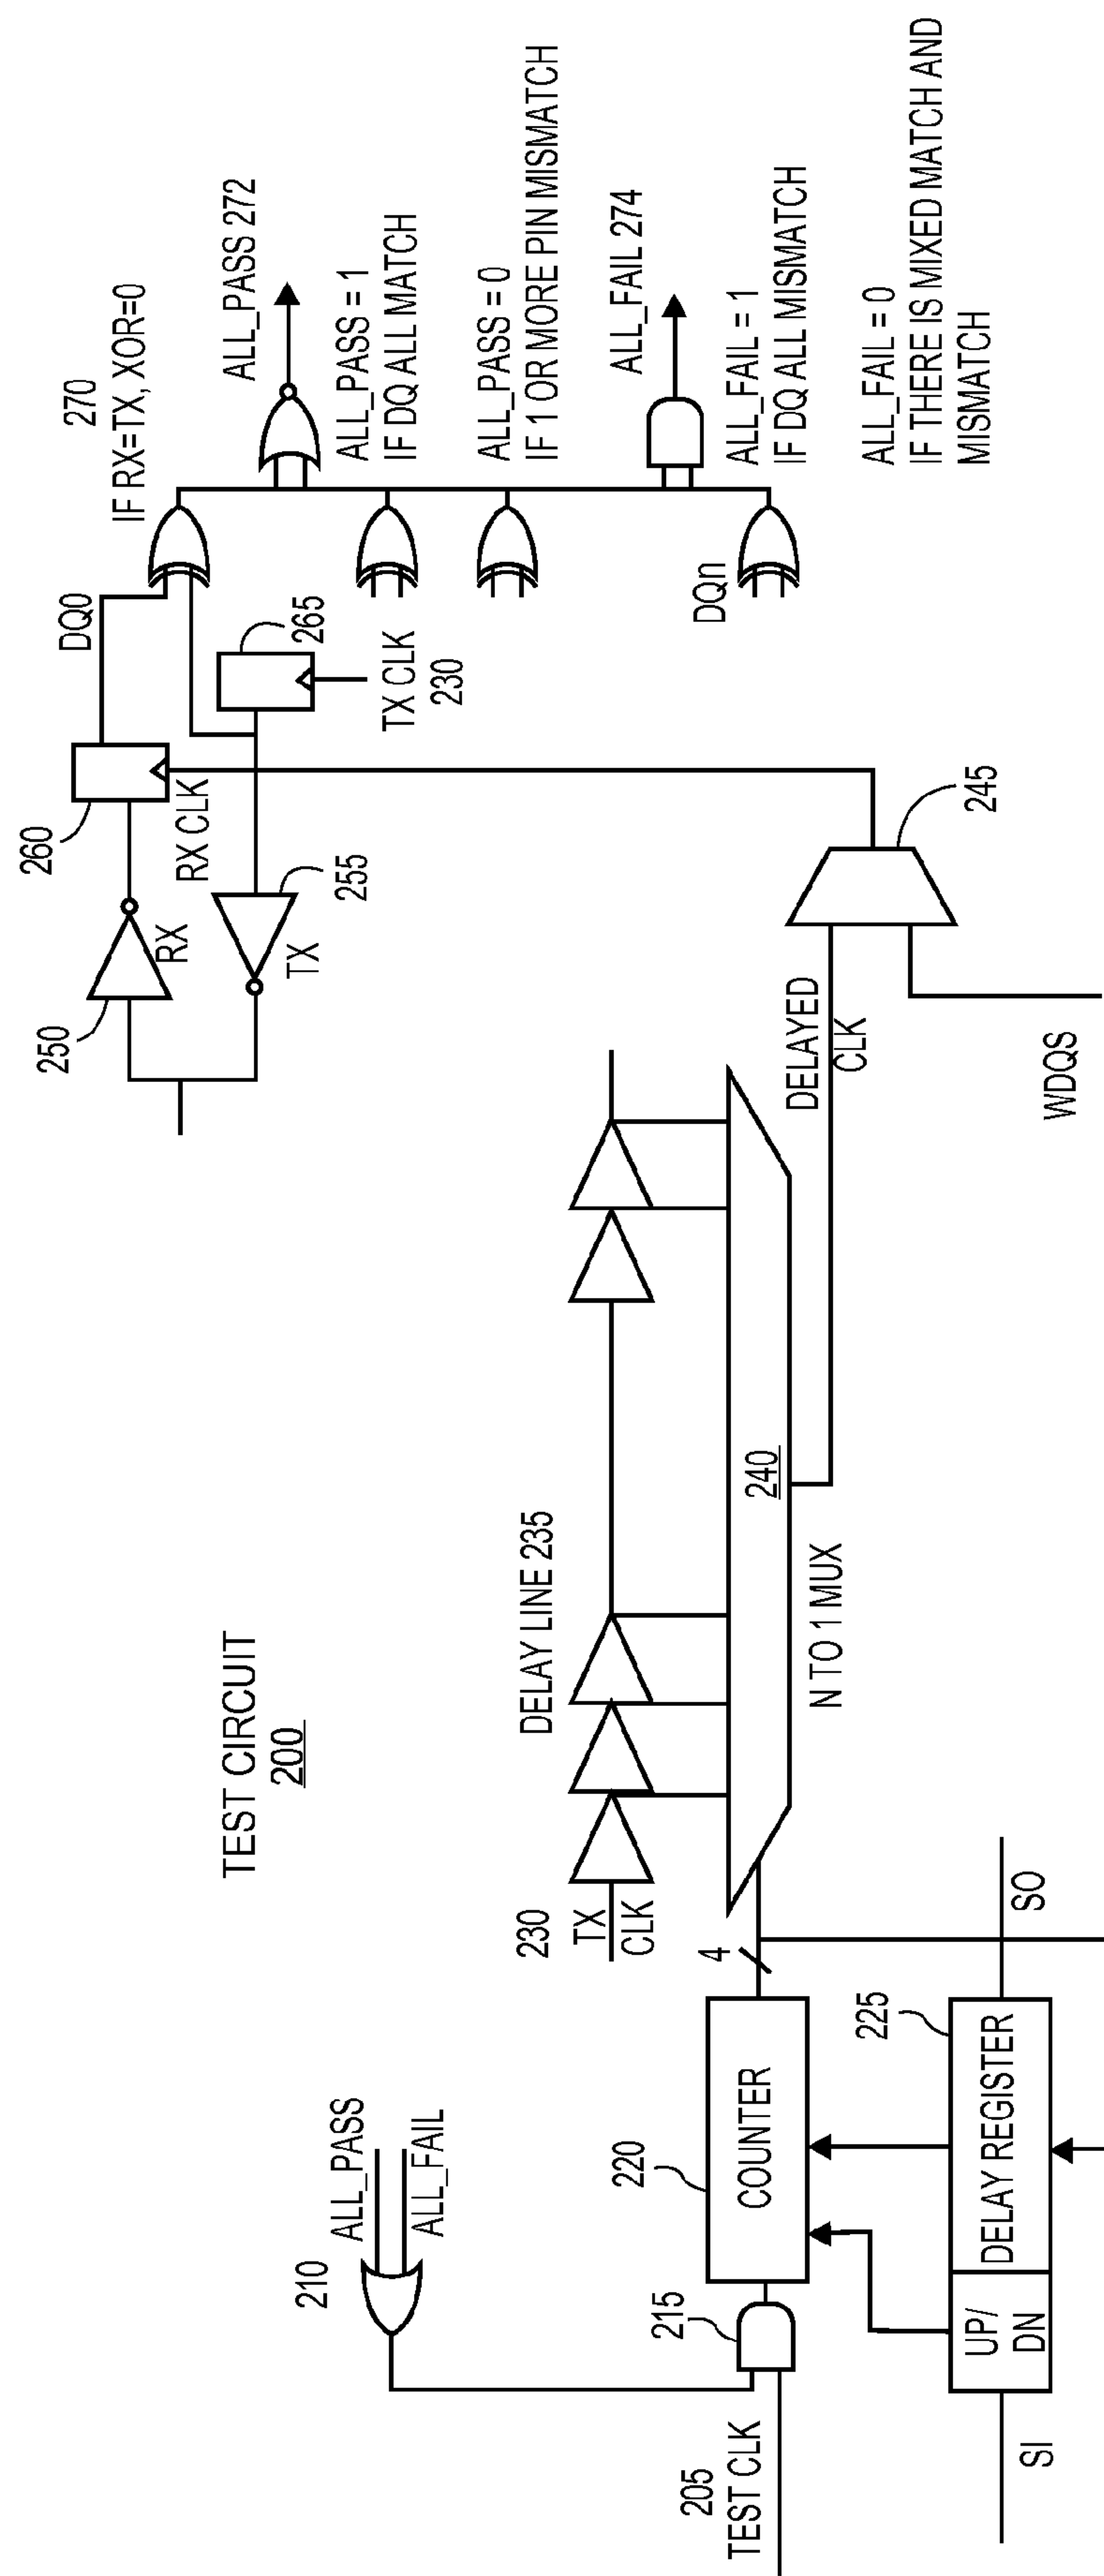 TEST CIRCUIT
200
205
TEST CLK
210
ALL_PASS
ALL_FAIL
215
220
COUNTER
4
SI
UP/
DN
DELAY REGISTER
225
SO
230
TX
CLK
DELAY LINE 235
240
N TO 1 MUX
DELAYED
CLK
WDQS
245
250
RX
255
TX
260
RX CLK
265
TX CLK
230
DQ0
DQn
270
IF RX=TX, XOR=0
ALL_PASS 272
ALL_PASS = 1
IF DQ ALL MATCH
ALL_PASS = 0
IF 1 OR MORE PIN MISMATCH
ALL_FAIL 274
ALL_FAIL = 1
IF DQ ALL MISMATCH
ALL_FAIL = 0
IF THERE IS MIXED MATCH AND
MISMATCH